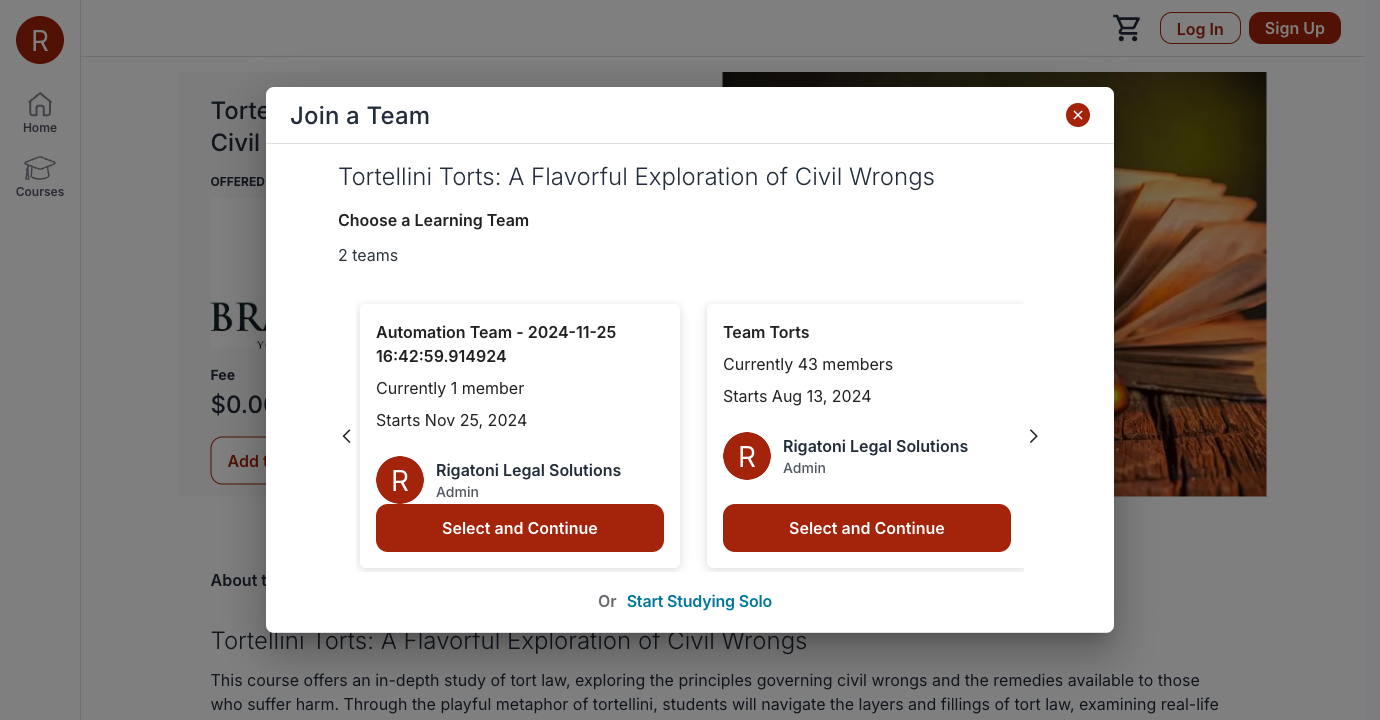 R
Home
Courses
Log In
Sign Up
Torte
Civil
OFFERED
BRA
Y
Fee
$0.00
Add t
About t
Join a Team
Tortellini Torts: A Flavorful Exploration of Civil Wrongs
Choose a Learning Team
2 teams
Automation Team - 2024-11-25
16:42:59.914924
Currently 1 member
Starts Nov 25, 2024
R
Rigatoni Legal Solutions
Admin
Select and Continue
Team Torts
Currently 43 members
Starts Aug 13, 2024
R
Rigatoni Legal Solutions
Admin
Select and Continue
Or Start Studying Solo
Tortellini Torts: A Flavorful Exploration of Civil Wrongs
This course offers an in-depth study of tort law, exploring the principles governing civil wrongs and the remedies available to those
who suffer harm. Through the playful metaphor of tortellini, students will navigate the layers and fillings of tort law, examining real-life